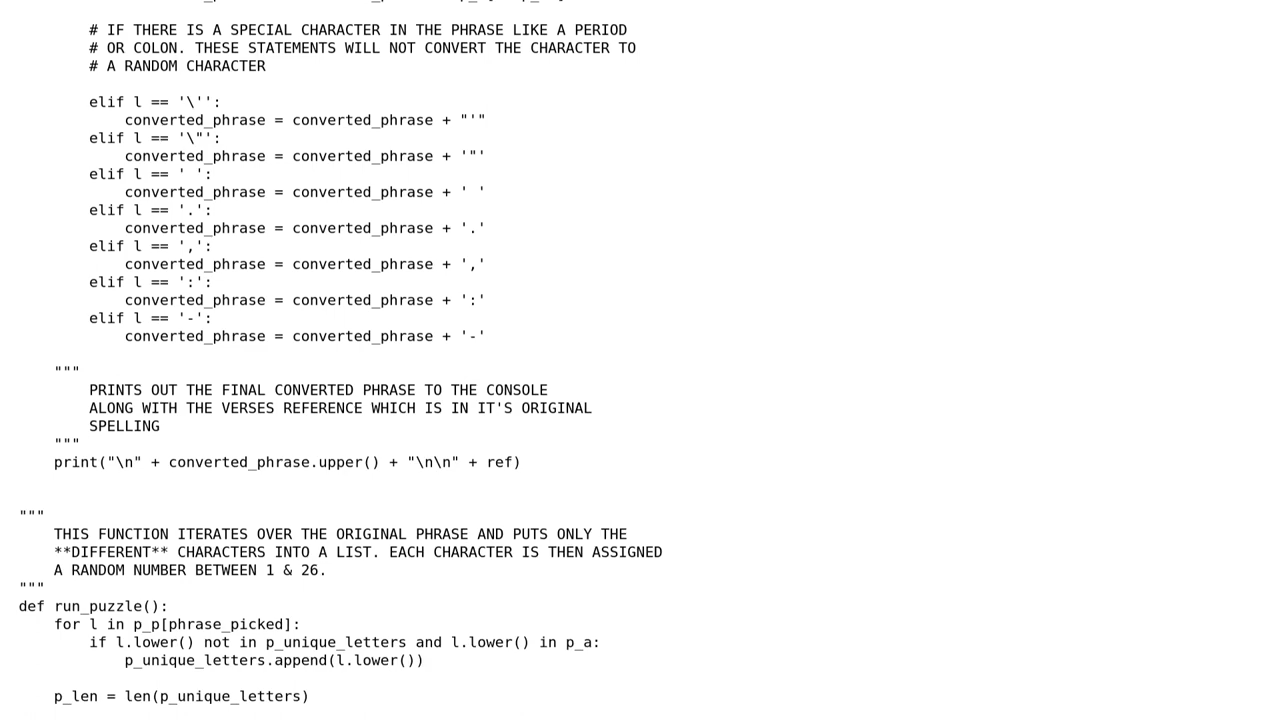 # IF THERE IS A SPECIAL CHARACTER IN THE PHRASE LIKE A PERIOD
# OR COLON. THESE STATEMENTS WILL NOT CONVERT THE CHARACTER TO
# A RANDOM CHARACTER
elif l == '\'':
converted_phrase = converted_phrase + "'"
elif l == '\"':
converted_phrase = converted_phrase + '"'
elif l == ' ':
converted_phrase = converted_phrase + ' '
elif l == '.':
converted_phrase = converted_phrase + '.'
elif l == ',':
converted_phrase = converted_phrase + ','
elif l == ':':
converted_phrase = converted_phrase + ':'
elif l == '-':
converted_phrase = converted_phrase + '-'
"""
PRINTS OUT THE FINAL CONVERTED PHRASE TO THE CONSOLE
ALONG WITH THE VERSES REFERENCE WHICH IS IN IT'S ORIGINAL
SPELLING
"""
print("\n" + converted_phrase.upper() + "\n\n" + ref)
"""
THIS FUNCTION ITERATES OVER THE ORIGINAL PHRASE AND PUTS ONLY THE
**DIFFERENT** CHARACTERS INTO A LIST. EACH CHARACTER IS THEN ASSIGNED
A RANDOM NUMBER BETWEEN 1 & 26.
"""
def run_puzzle():
for l in p_p[phrase_picked]:
if l.lower() not in p_unique_letters and l.lower() in p_a:
p_unique_letters.append(l.lower())
p_len = len(p_unique_letters)